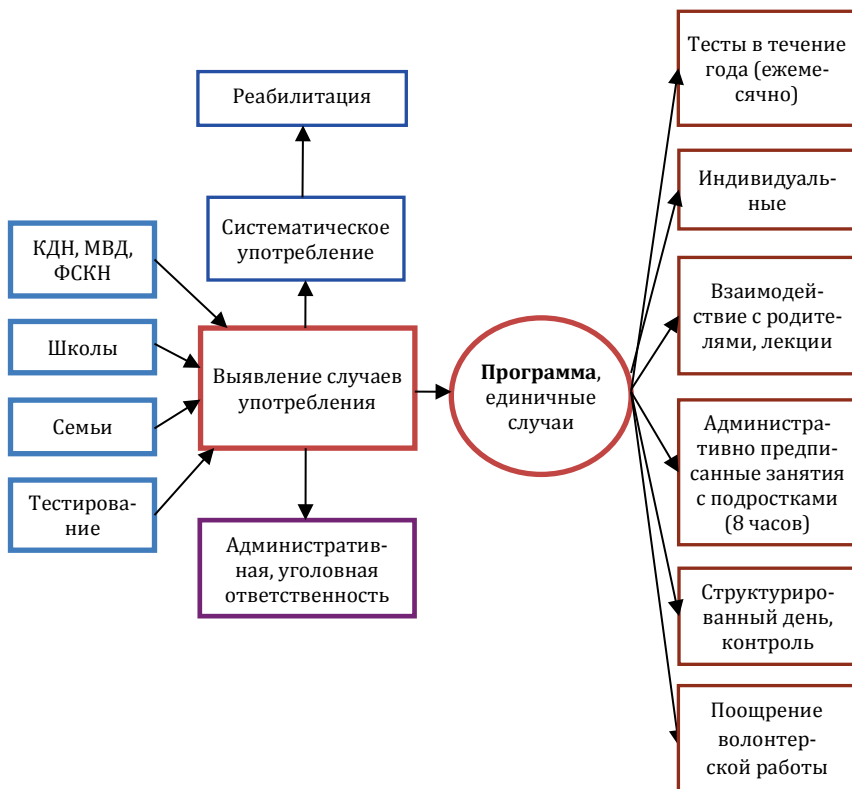 Реабилитация
Систематическое
употребление
КДН, МВД,
ФСКН
Школы
Семьи
Тестирова-
ние
Выявление случаев
употребления
Административ-
ная, уголовная
ответственность
Программа,
единичные
случаи
Тесты в течение
года (ежеме-
сячно)
Индивидуаль-
ные
Взаимодей-
ствие с родите-
лями, лекции
Администра-
тивно предпи-
санные занятия
с подростками
(8 часов)
Структуриро-
ванный день,
контроль
Поощрение
волонтер-
ской работы